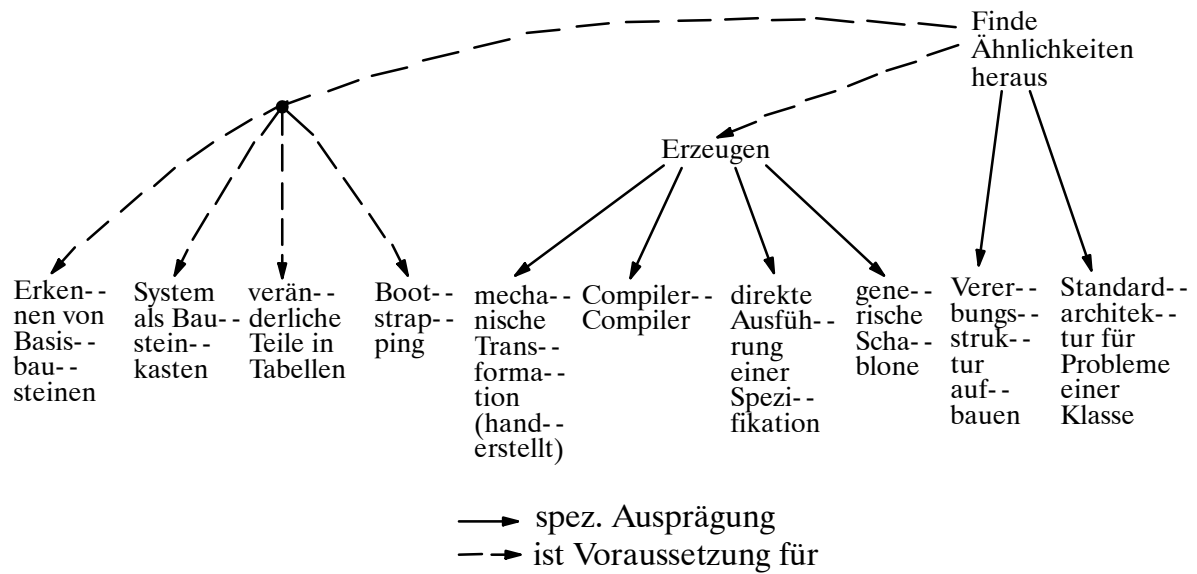 Finde
Ähnlichkeiten
heraus
Erzeugen
Erken--
nen von
Basis--
bau--
steinen
System
als Bau--
stein--
kasten
verän--
derliche
Teile in
Tabellen
Boot--
strap--
ping
mecha--
nische
Trans--
forma--
tion
(hand--
erstellt)
Compiler--
Compiler
direkte
Ausfüh--
rung
einer
Spezi--
fikation
gene--
rische
Scha--
blone
Verer--
bungs--
struk--
tur
auf--
bauen
Standard--
architek--
tur für
Probleme
einer
Klasse
spez. Ausprägung
ist Voraussetzung für